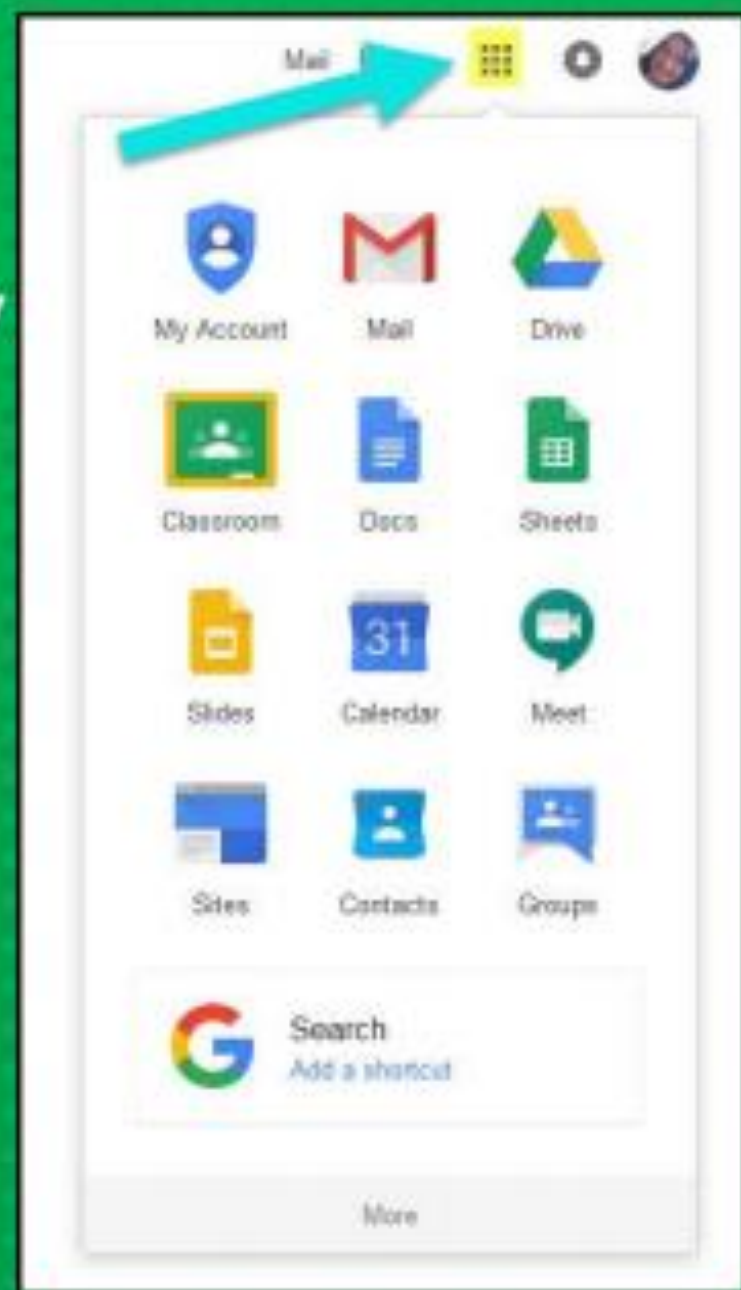 Mail
My Account Mail Drive
Classroom Docs Sheets
Slides 31 Calendar Meet
Sites Contacts Groups
G Search
Add a shortcut
More